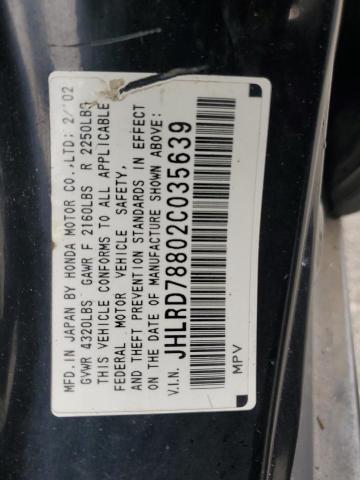 MFD. IN JAPAN BY HONDA MOTOR CO.,LTD: 2/02
GVWR 4320LBS GAWR F 2160LBS R 2250LBS
THIS VEHICLE CONFORMS TO ALL APPLICABLE
FEDERAL MOTOR VEHICLE SAFETY,
AND THEFT PREVENTION STANDARDS IN EFFECT
ON THE DATE OF MANUFACTURE SHOWN ABOVE:
V.I.N. JHLRD78802C035639
MPV